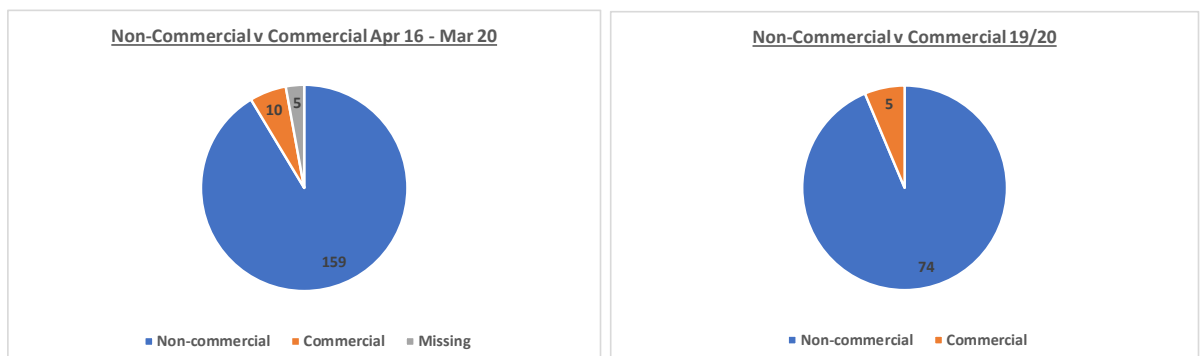 Non-Commercial v Commercial Apr 16 - Mar 20
10
5
159
Non-commercial
Commercial
Missing
Non-Commercial v Commercial 19/20
5
74
Non-commercial
Commercial